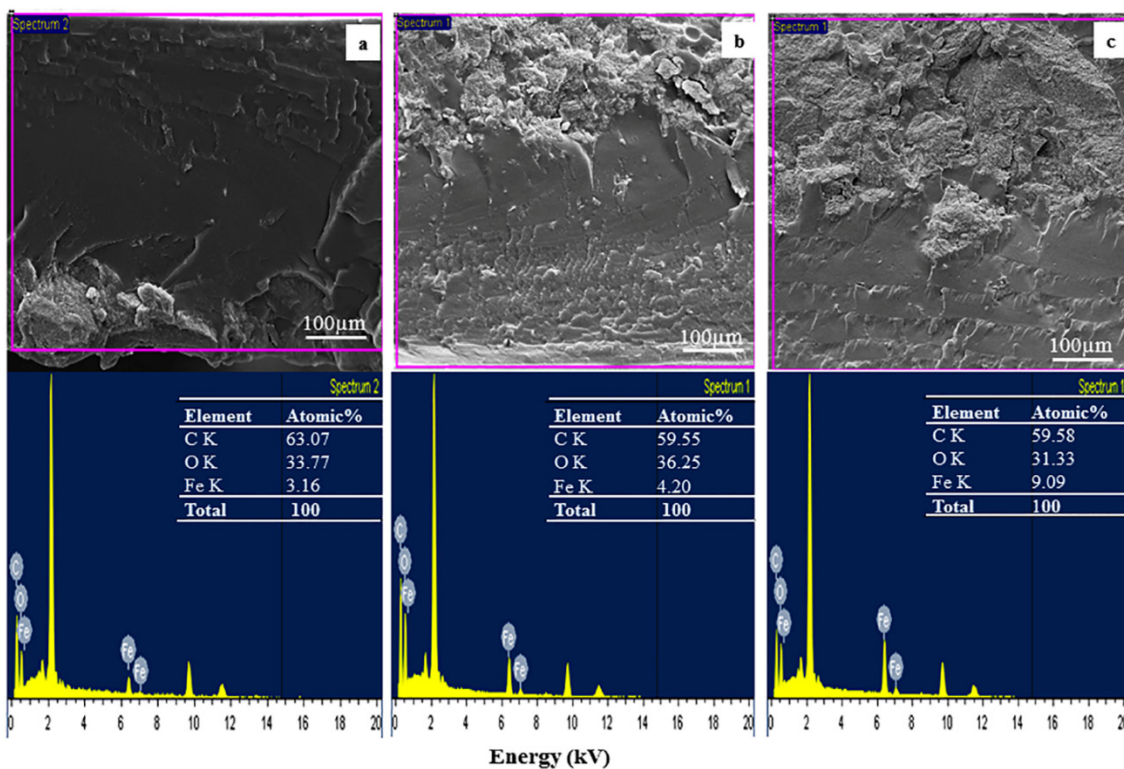 Spectrum 2
a
100µm
Spectrum 1
b
100µm
Spectrum 1
c
100µm
Spectrum 2
Element Atomic%
C K 63.07
O K 33.77
Fe K 3.16
Total 100
C
O
Fe
Fe
Fe
0 2 4 6 8 10 12 14 16 18 20
Spectrum 1
Element Atomic%
C K 59.55
O K 36.25
Fe K 4.20
Total 100
C
O
Fe
Fe
Fe
0 2 4 6 8 10 12 14 16 18 20
Spectrum 1
Element Atomic%
C K 59.58
O K 31.33
Fe K 9.09
Total 100
C
O
Fe
Fe
Fe
0 2 4 6 8 10 12 14 16 18 20
Energy (kV)